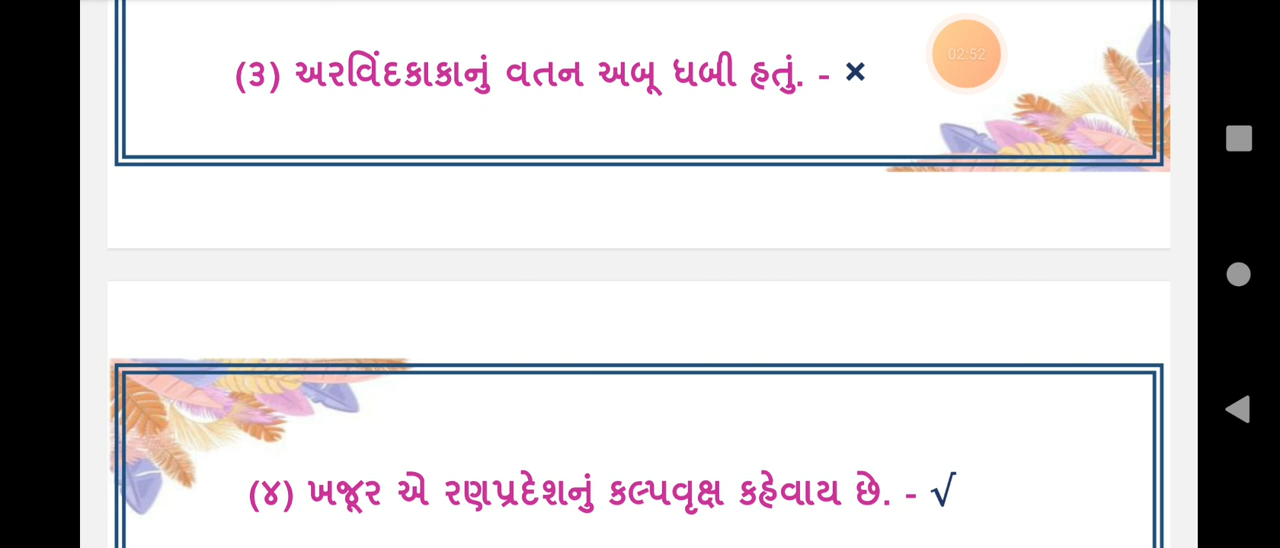 (૩) અરવિંદકાકાનું વતન અબૂ ધબી હતું. - ×
02:52
(૪) ખજૂર એ રણપ્રદેશનું કલ્પવૃક્ષ કહેવાય છે. - √